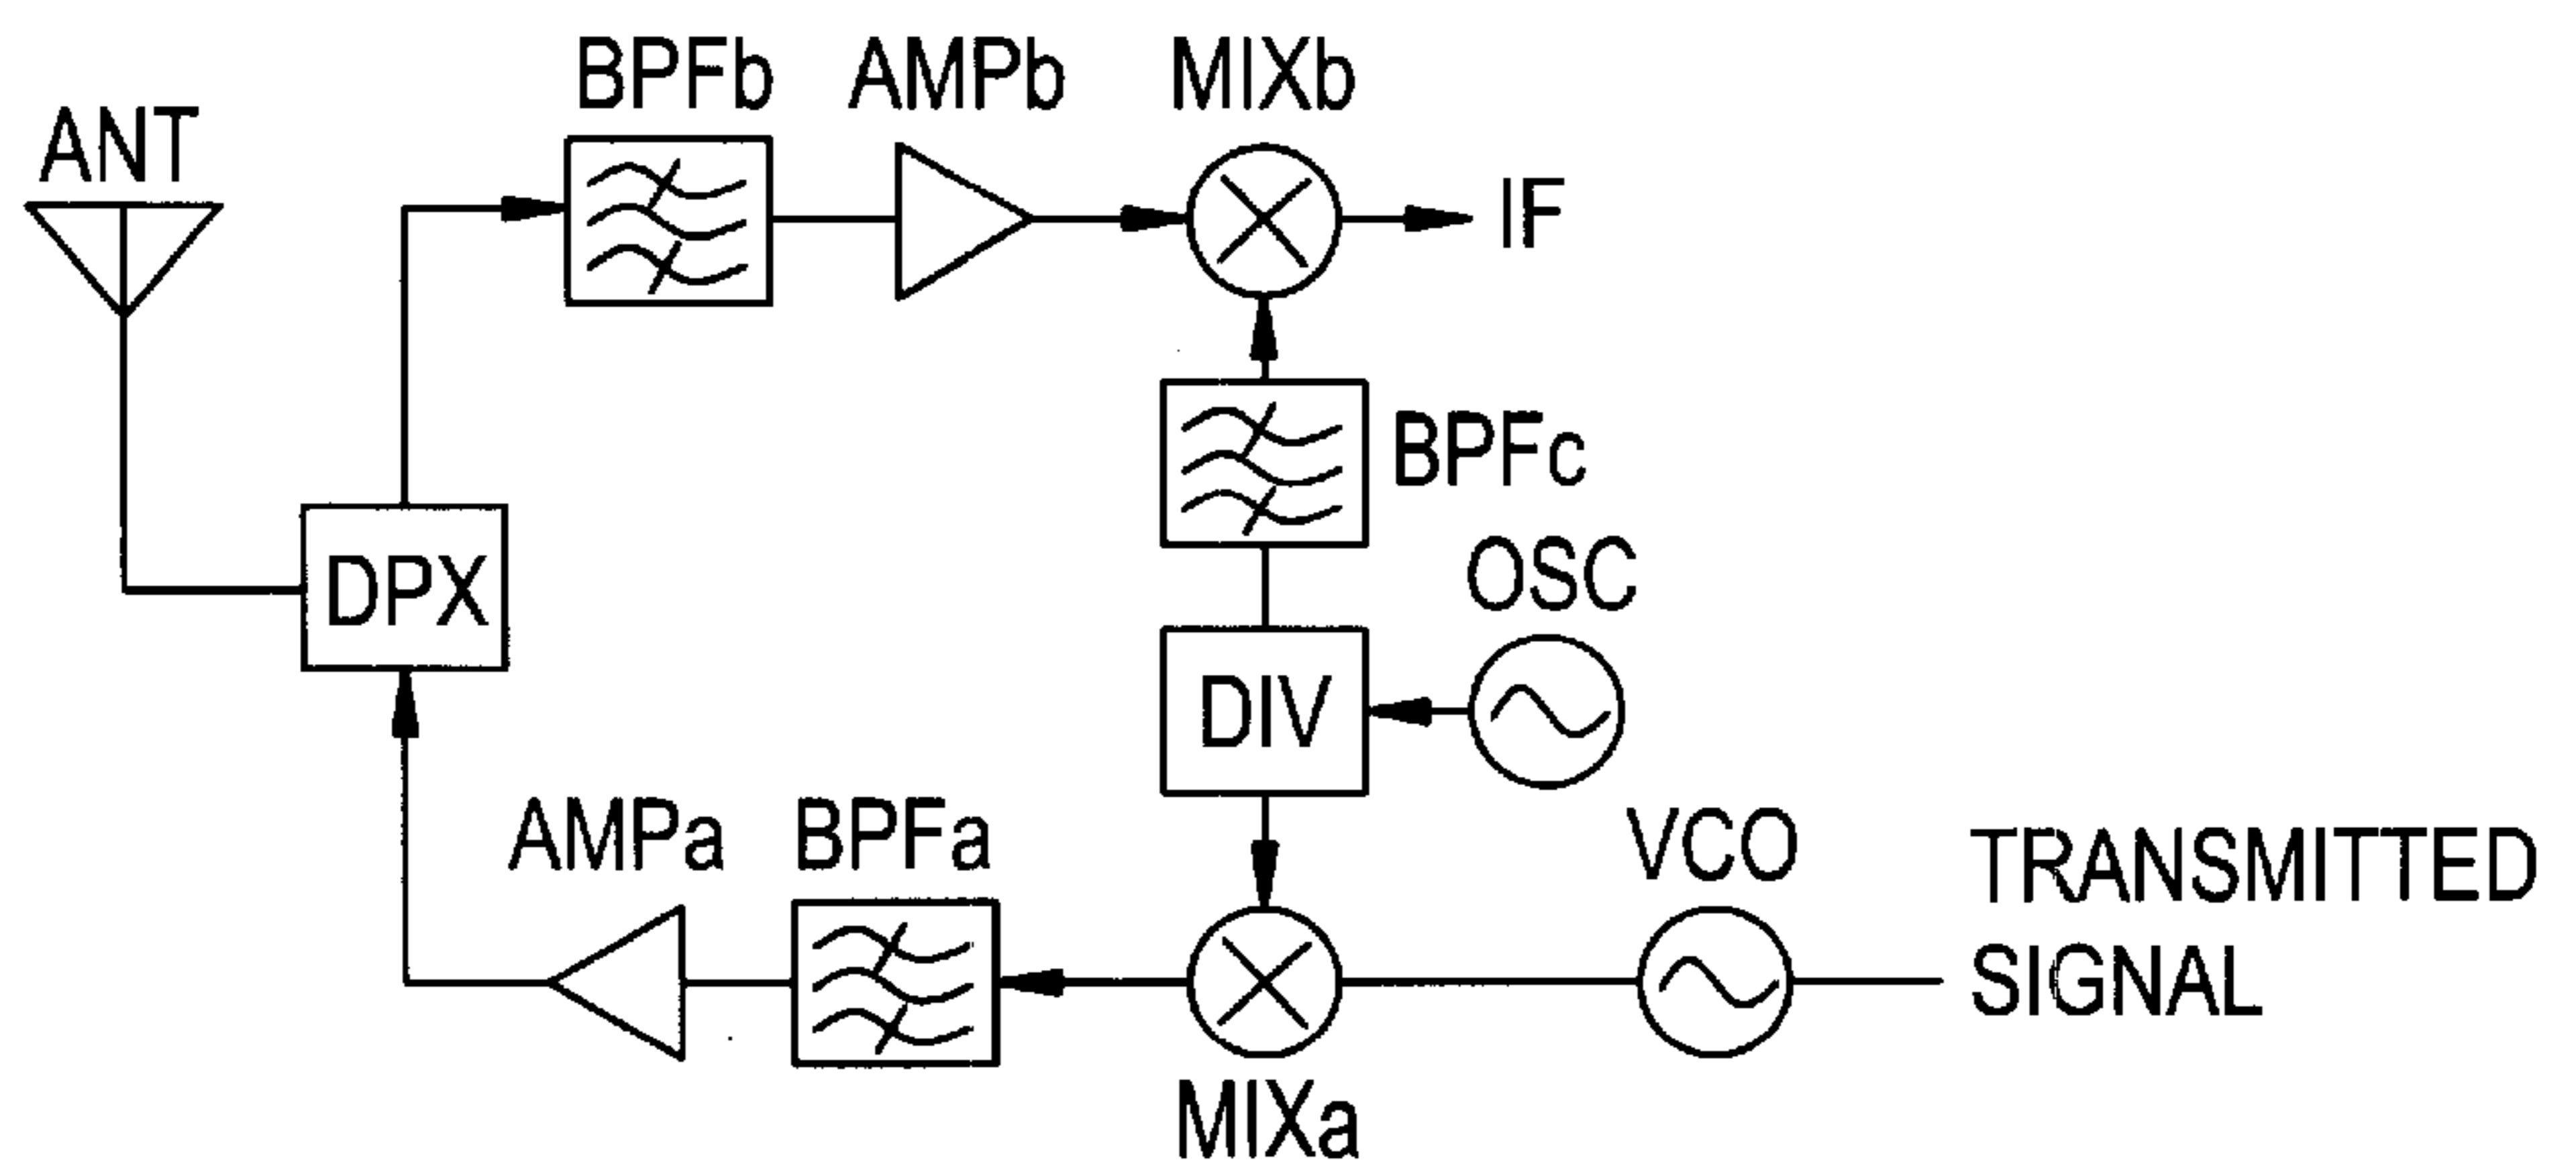 BPFb AMPb MIXb
ANT
IF
BPFc
OSC
DPX
DIV
AMPa BPFa VCO TRANSMITTED
SIGNAL
MIXa